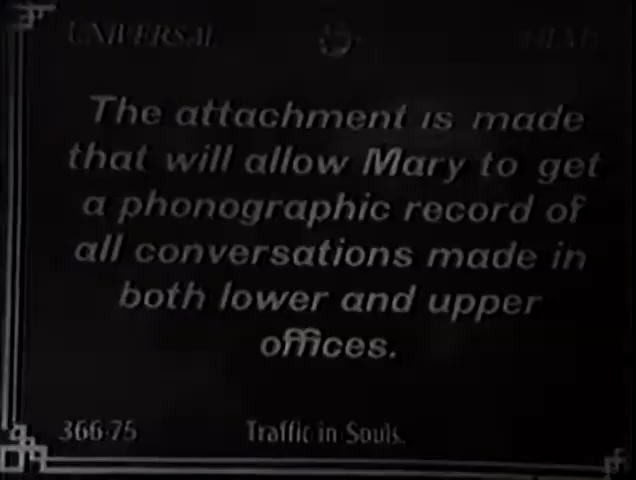 UNIVERSAL
The attachment is made
that will allow Mary to get
a phonographic record of
all conversations made in
both lower and upper
offices.
366-75 Traffic in Souls.